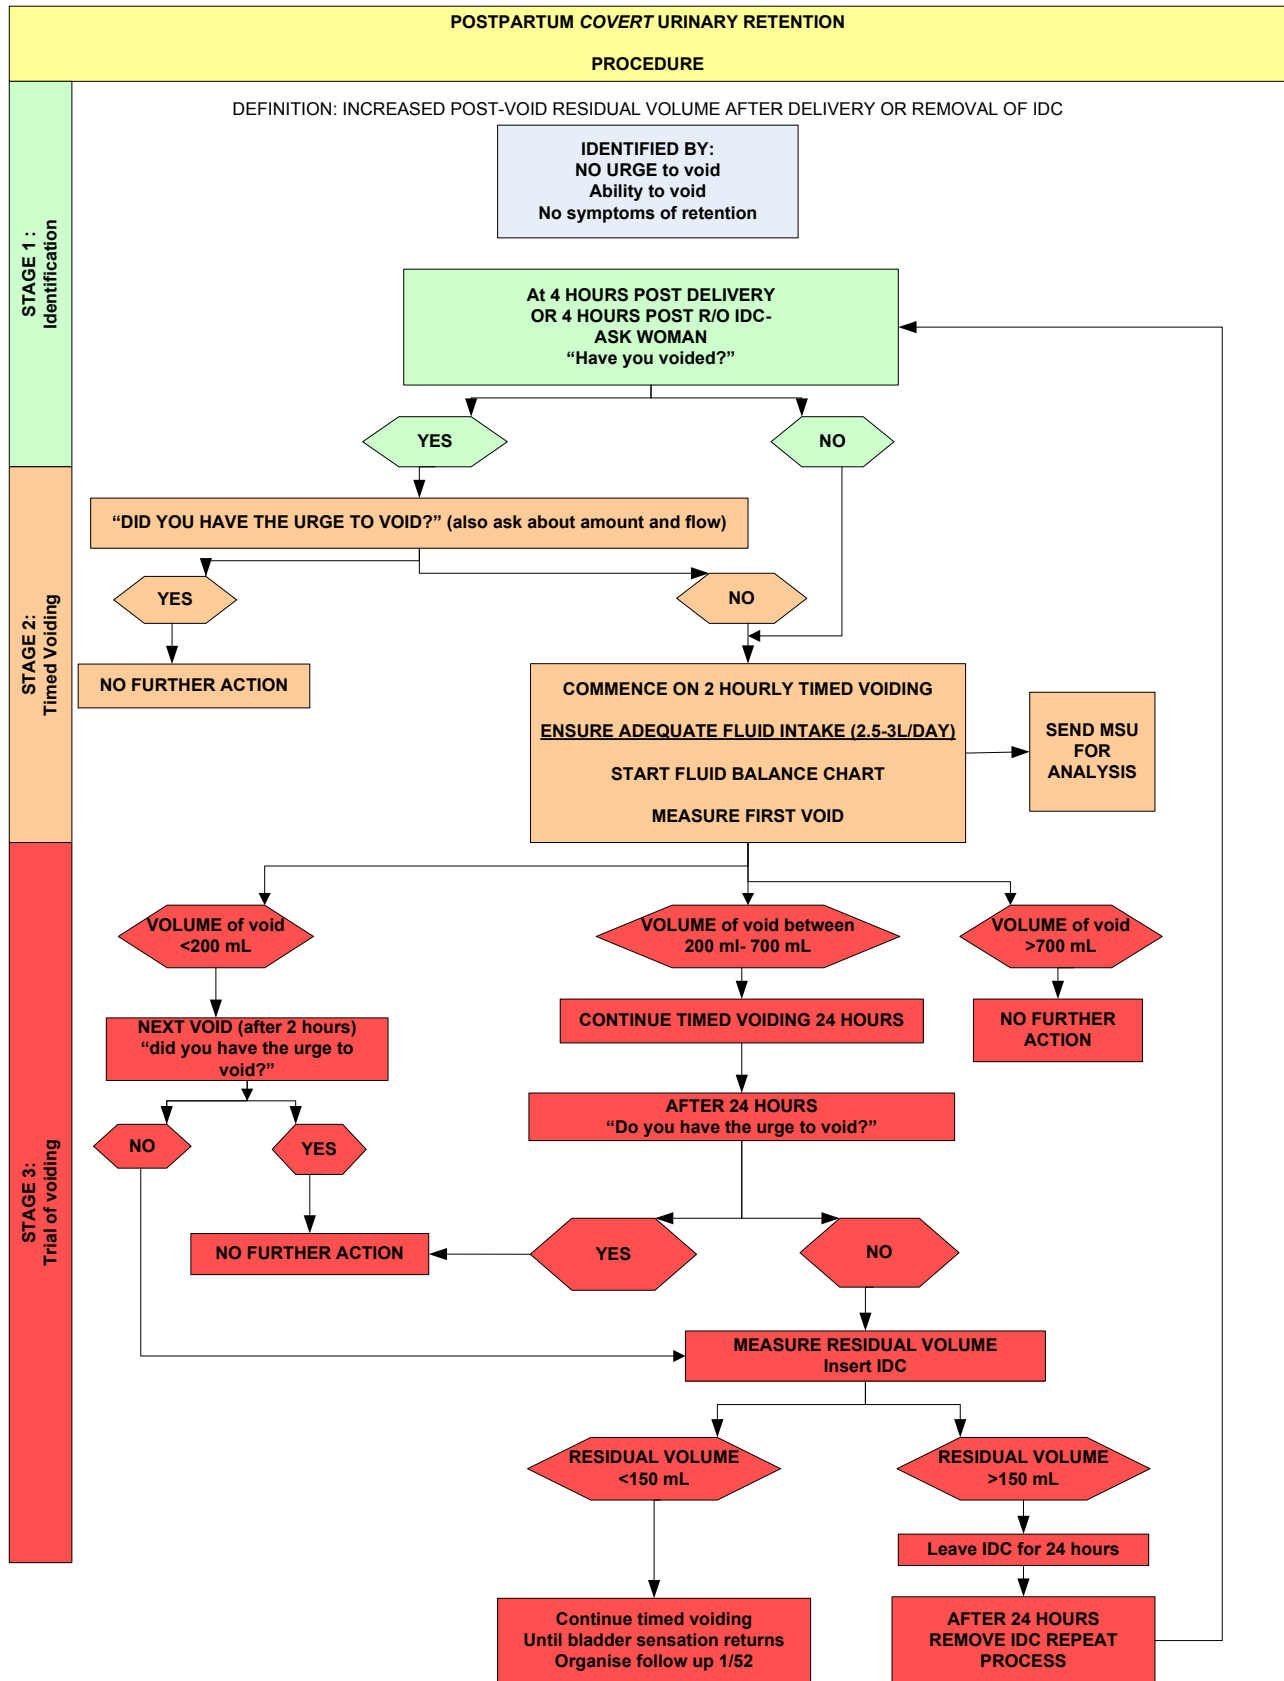 POSTPARTUM COVERT URINARY RETENTION
PROCEDURE
DEFINITION: INCREASED POST-VOID RESIDUAL VOLUME AFTER DELIVERY OR REMOVAL OF IDC
STAGE 1 :
Identification
IDENTIFIED BY:
NO URGE to void
Ability to void
No symptoms of retention
At 4 HOURS POST DELIVERY
OR 4 HOURS POST R/O IDC-
ASK WOMAN
“Have you voided?”
YES
NO
STAGE 2:
Timed Voiding
“DID YOU HAVE THE URGE TO VOID?” (also ask about amount and flow)
YES
NO
NO FURTHER ACTION
COMMENCE ON 2 HOURLY TIMED VOIDING
ENSURE ADEQUATE FLUID INTAKE (2.5-3L/DAY)
START FLUID BALANCE CHART
MEASURE FIRST VOID
SEND MSU
FOR
ANALYSIS
STAGE 3:
Trial of voiding
VOLUME of void
<200 mL
VOLUME of void between
200 ml- 700 mL
VOLUME of void
>700 mL
NEXT VOID (after 2 hours)
“did you have the urge to
void?”
CONTINUE TIMED VOIDING 24 HOURS
NO FURTHER
ACTION
AFTER 24 HOURS
“Do you have the urge to void?”
NO
YES
NO FURTHER ACTION
YES
NO
MEASURE RESIDUAL VOLUME
Insert IDC
RESIDUAL VOLUME
<150 mL
RESIDUAL VOLUME
>150 mL
Leave IDC for 24 hours
Continue timed voiding
Until bladder sensation returns
Organise follow up 1/52
AFTER 24 HOURS
REMOVE IDC REPEAT
PROCESS